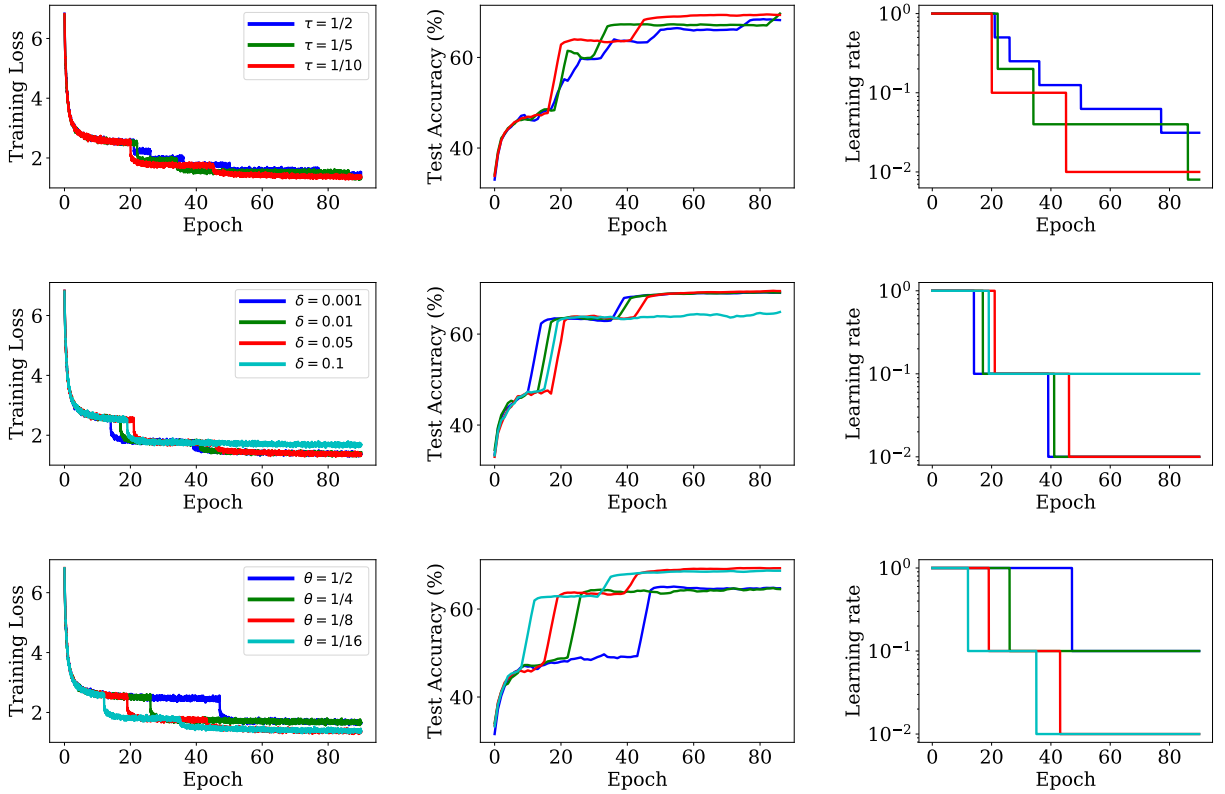 Training Loss
6
4
2
τ = 1/2
τ = 1/5
τ = 1/10
0 20 40 60 80
Epoch
Test Accuracy (%)
60
40
0 20 40 60 80
Epoch
Learning rate
10⁰
10⁻¹
10⁻²
0 20 40 60 80
Epoch
Training Loss
6
4
2
δ = 0.001
δ = 0.01
δ = 0.05
δ = 0.1
0 20 40 60 80
Epoch
Test Accuracy (%)
60
40
0 20 40 60 80
Epoch
Learning rate
10⁰
10⁻¹
10⁻²
0 20 40 60 80
Epoch
Training Loss
6
4
2
θ = 1/2
θ = 1/4
θ = 1/8
θ = 1/16
0 20 40 60 80
Epoch
Test Accuracy (%)
60
40
0 20 40 60 80
Epoch
Learning rate
10⁰
10⁻¹
10⁻²
0 20 40 60 80
Epoch